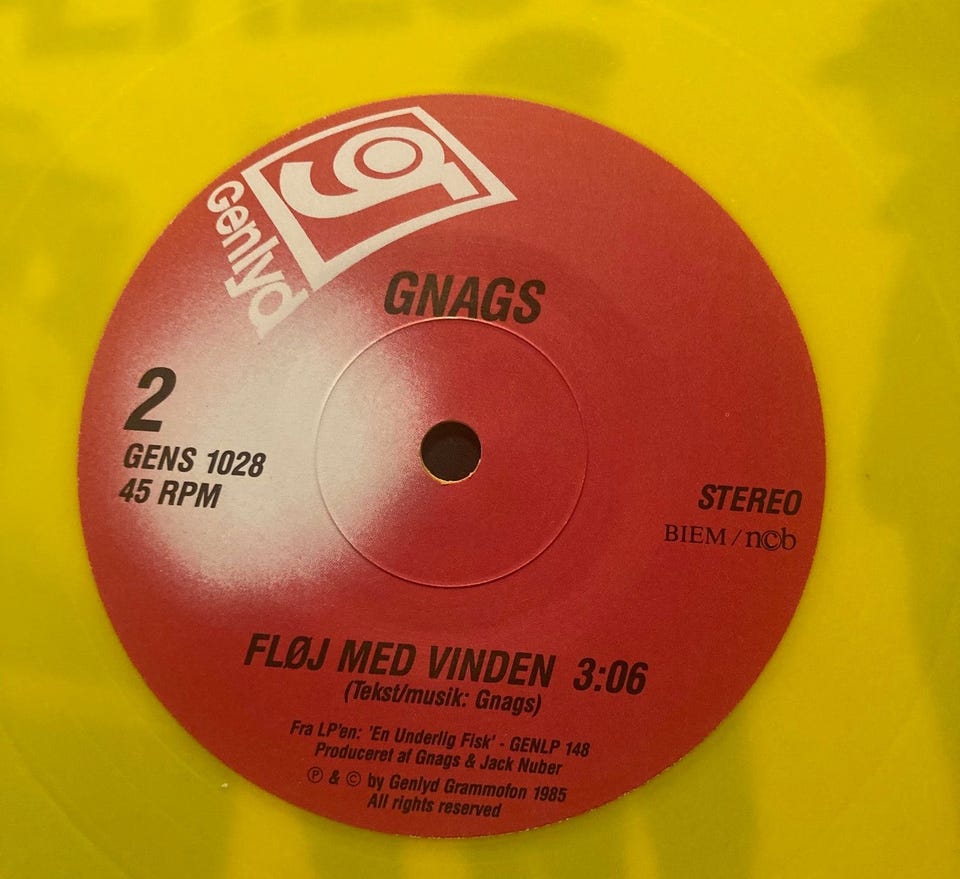 Genlyd
g
GNAGS
2
GENS 1028
45 RPM
STEREO
BIEM / n©b
FLØJ MED VINDEN 3:06
(Tekst/musik: Gnags)
Fra LP'en: 'En Underlig Fisk' - GENLP 148
Produceret af Gnags & Jack Nuber
℗ & © by Genlyd Grammofon 1985
All rights reserved